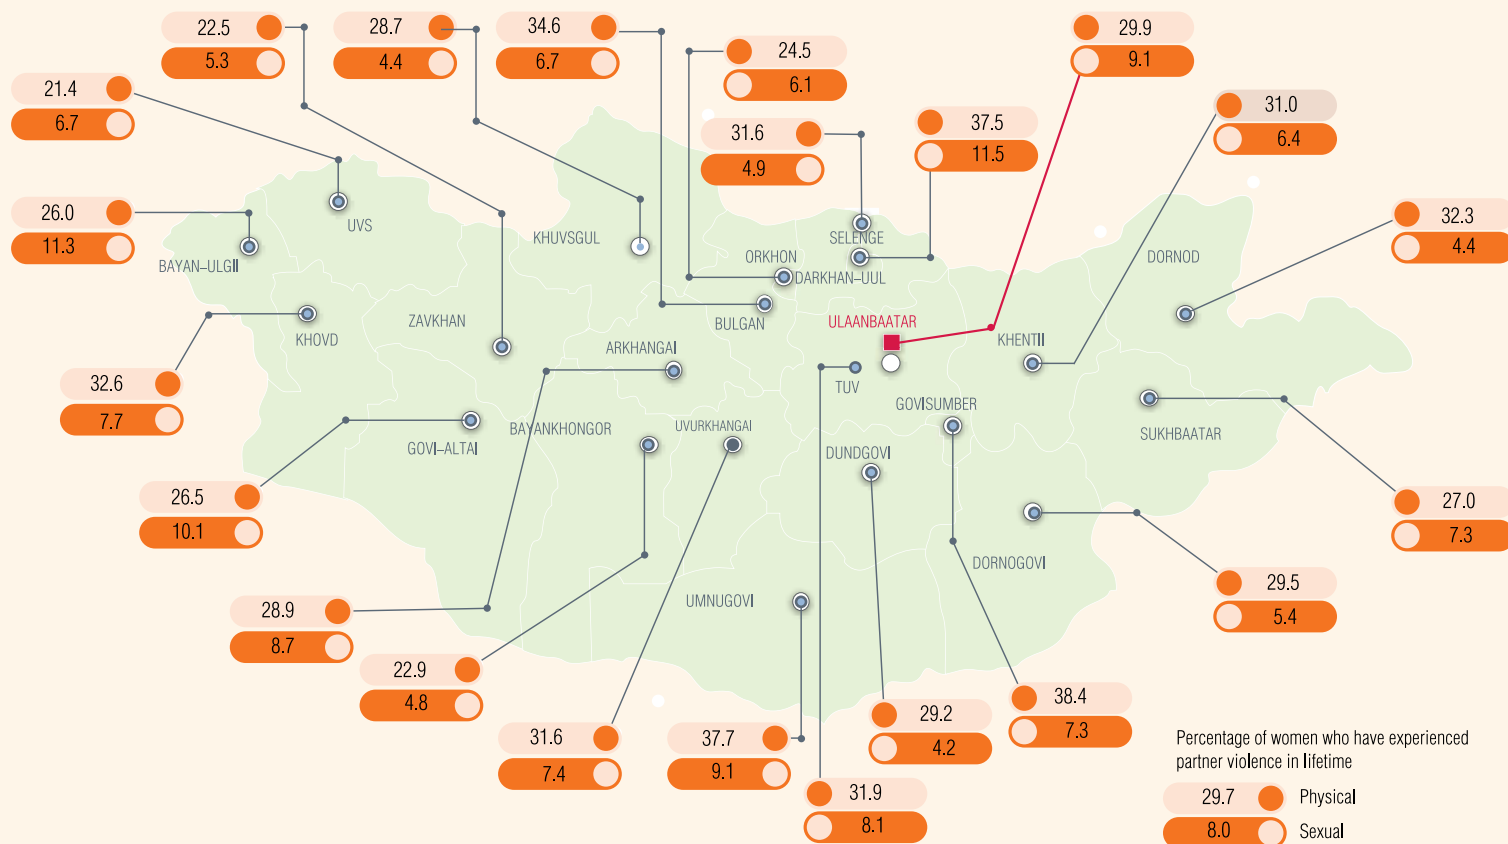 22.5
5.3
28.7
4.4
34.6
6.7
24.5
6.1
29.9
9.1
21.4
6.7
31.6
4.9
37.5
11.5
31.0
6.4
26.0
11.3
32.3
4.4
UVS
BAYAN–ULGII
KHUVSGUL
SELENGE
ORKHON
DARKHAN–UUL
DORNOD
KHOVD
ZAVKHAN
BULGAN
ULAANBAATAR
KHENTII
ARKHANGAI
TUV
GOVISUMBER
32.6
7.7
GOVI–ALTAI
BAYANKHONGOR
UVURKHANGAI
DUNDGOVI
SUKHBAATAR
26.5
10.1
27.0
7.3
DORNOGOVI
29.5
5.4
UMNUGOVI
28.9
8.7
22.9
4.8
31.6
7.4
37.7
9.1
29.2
4.2
38.4
7.3
31.9
8.1
Percentage of women who have experienced
partner violence in lifetime
29.7 Physical
8.0 Sexual